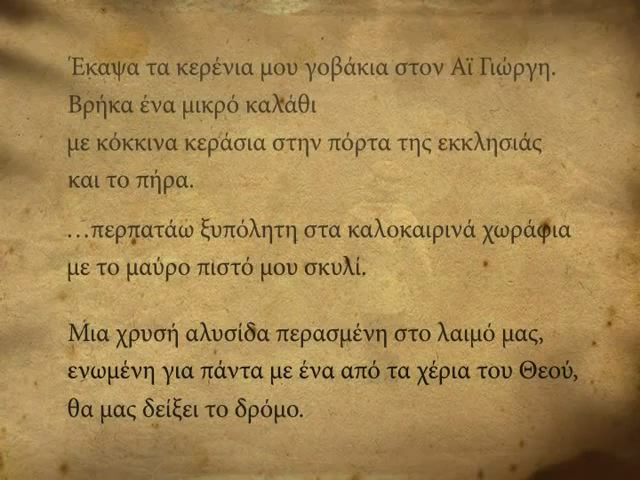 Έκαψα τα κερένια μου γοβάκια στον Αϊ Γιώργη.
Βρήκα ένα μικρό καλάθι
με κόκκινα κεράσια στην πόρτα της εκκλησιάς
και το πήρα.
…περπατάω ξυπόλητη στα καλοκαιρινά χωράφια
με το μαύρο πιστό μου σκυλί.
Μια χρυσή αλυσίδα περασμένη στο λαιμό μας,
ενωμένη για πάντα με ένα από τα χέρια του Θεού,
θα μας δείξει το δρόμο.